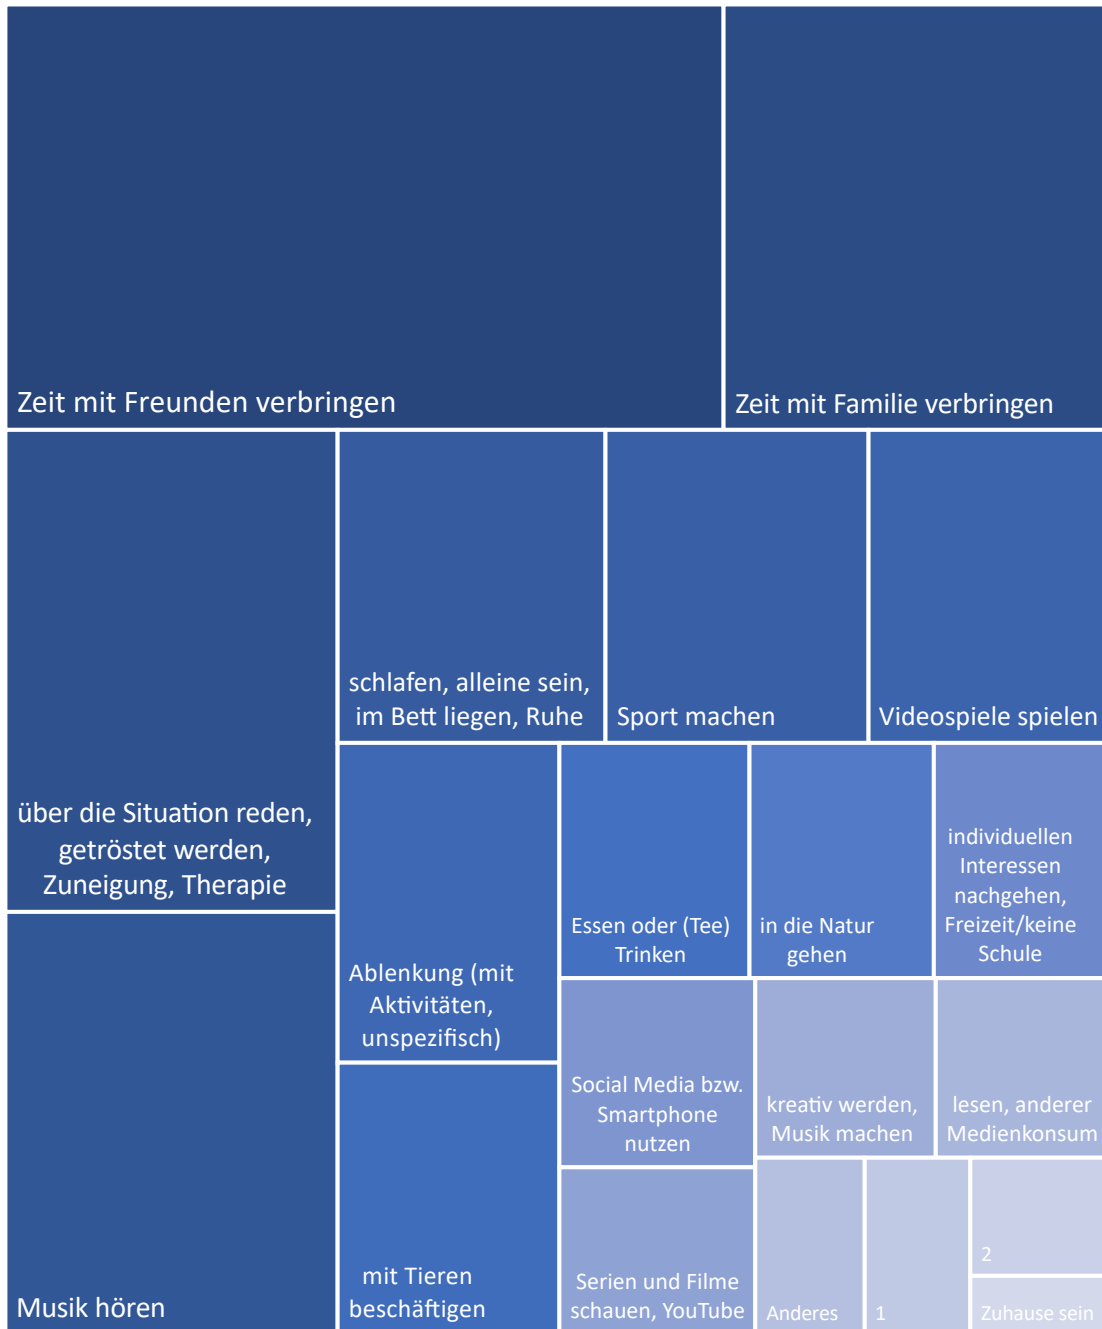 Zeit mit Freunden verbringen
Zeit mit Familie verbringen
über die Situation reden,
getröstet werden,
Zuneigung, Therapie
schlafen, alleine sein,
im Bett liegen, Ruhe
Sport machen
Videospiele spielen
Musik hören
Ablenkung (mit
Aktivitäten,
unspezifisch)
mit Tieren
beschäftigen
Essen oder (Tee)
Trinken
in die Natur
gehen
individuellen
Interessen
nachgehen,
Freizeit/keine
Schule
Social Media bzw.
Smartphone
nutzen
kreativ werden,
Musik machen
lesen, anderer
Medienkonsum
Serien und Filme
schauen, YouTube
Anderes
1
2
Zuhause sein